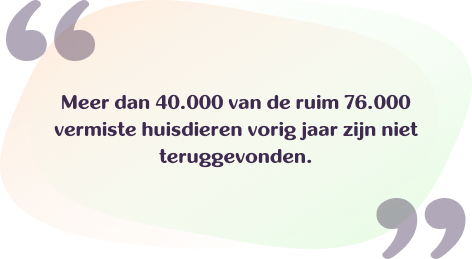 Meer dan 40.000 van de ruim 76.000
vermiste huisdieren vorig jaar zijn niet
teruggevonden.